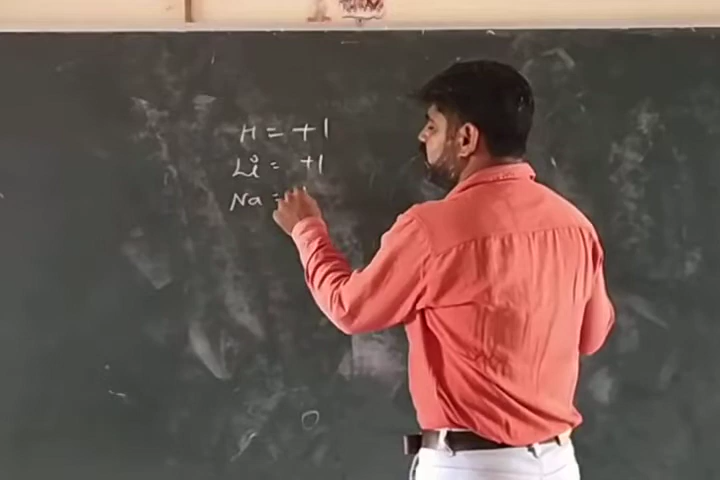 H = +1
Li = +1
Na =